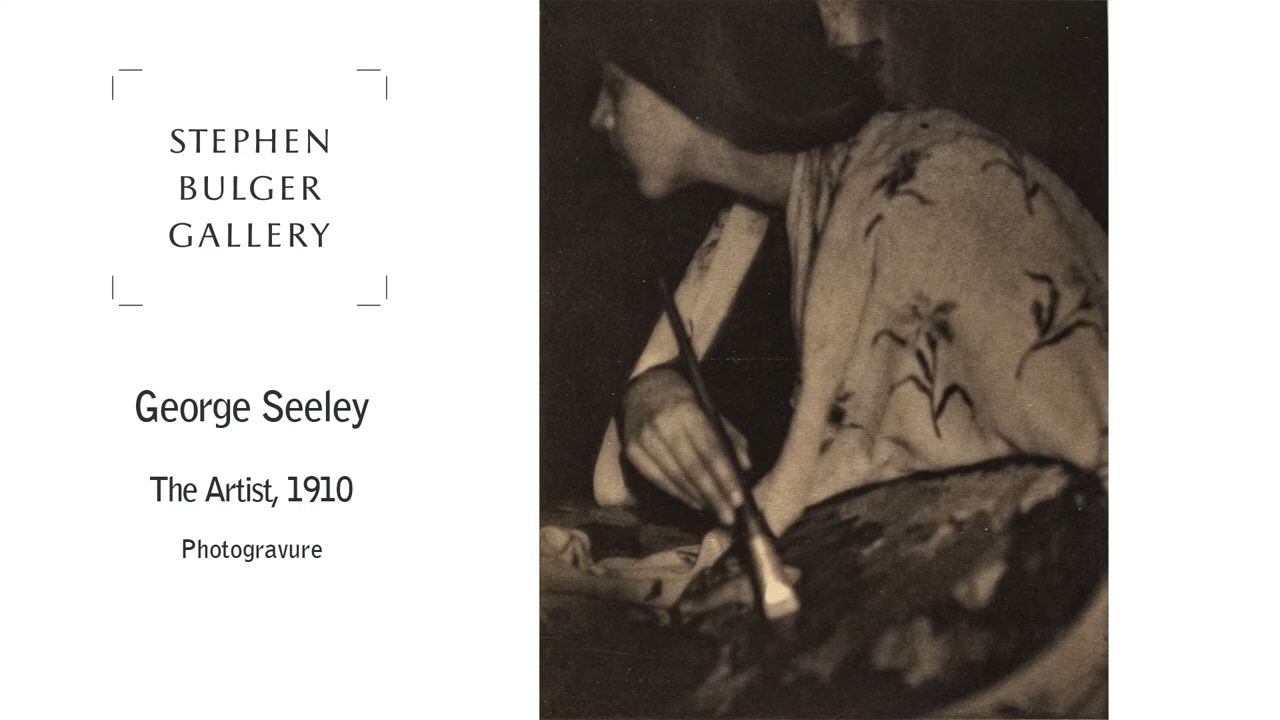 STEPHEN
BULGER
GALLERY
George Seeley
The Artist, 1910
Photogravure